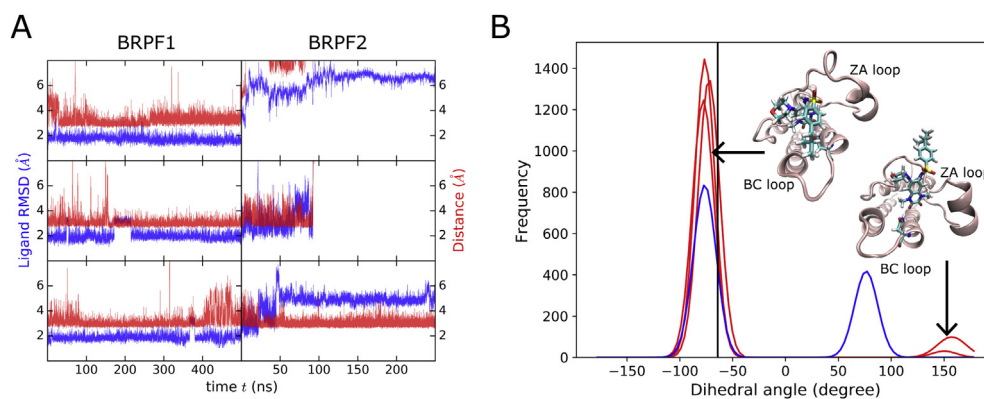 A
BRPF1
BRPF2
Ligand RMSD (Å)
6
4
2
6
4
2
6
4
2
6
4
2
6
4
2
6
4
2
Distance (Å)
100 200 300 400
50 100 150 200
time t (ns)
B
Frequency
1400
1200
1000
800
600
400
200
0
−150 −100 −50 0 50 100 150
Dihedral angle (degree)
ZA loop
BC loop
ZA loop
BC loop